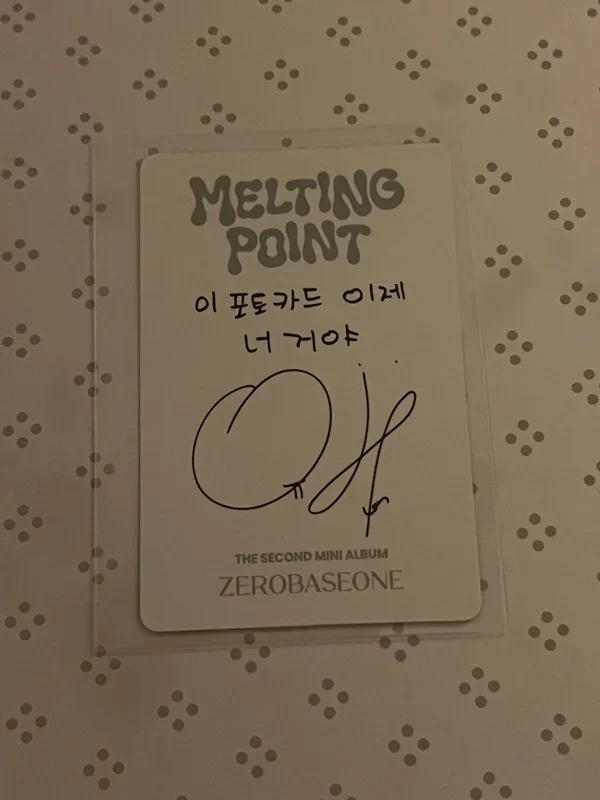 MELTING
POINT
이 포토카드 이제
너 거야
THE SECOND MINI ALBUM
ZEROBASEONE